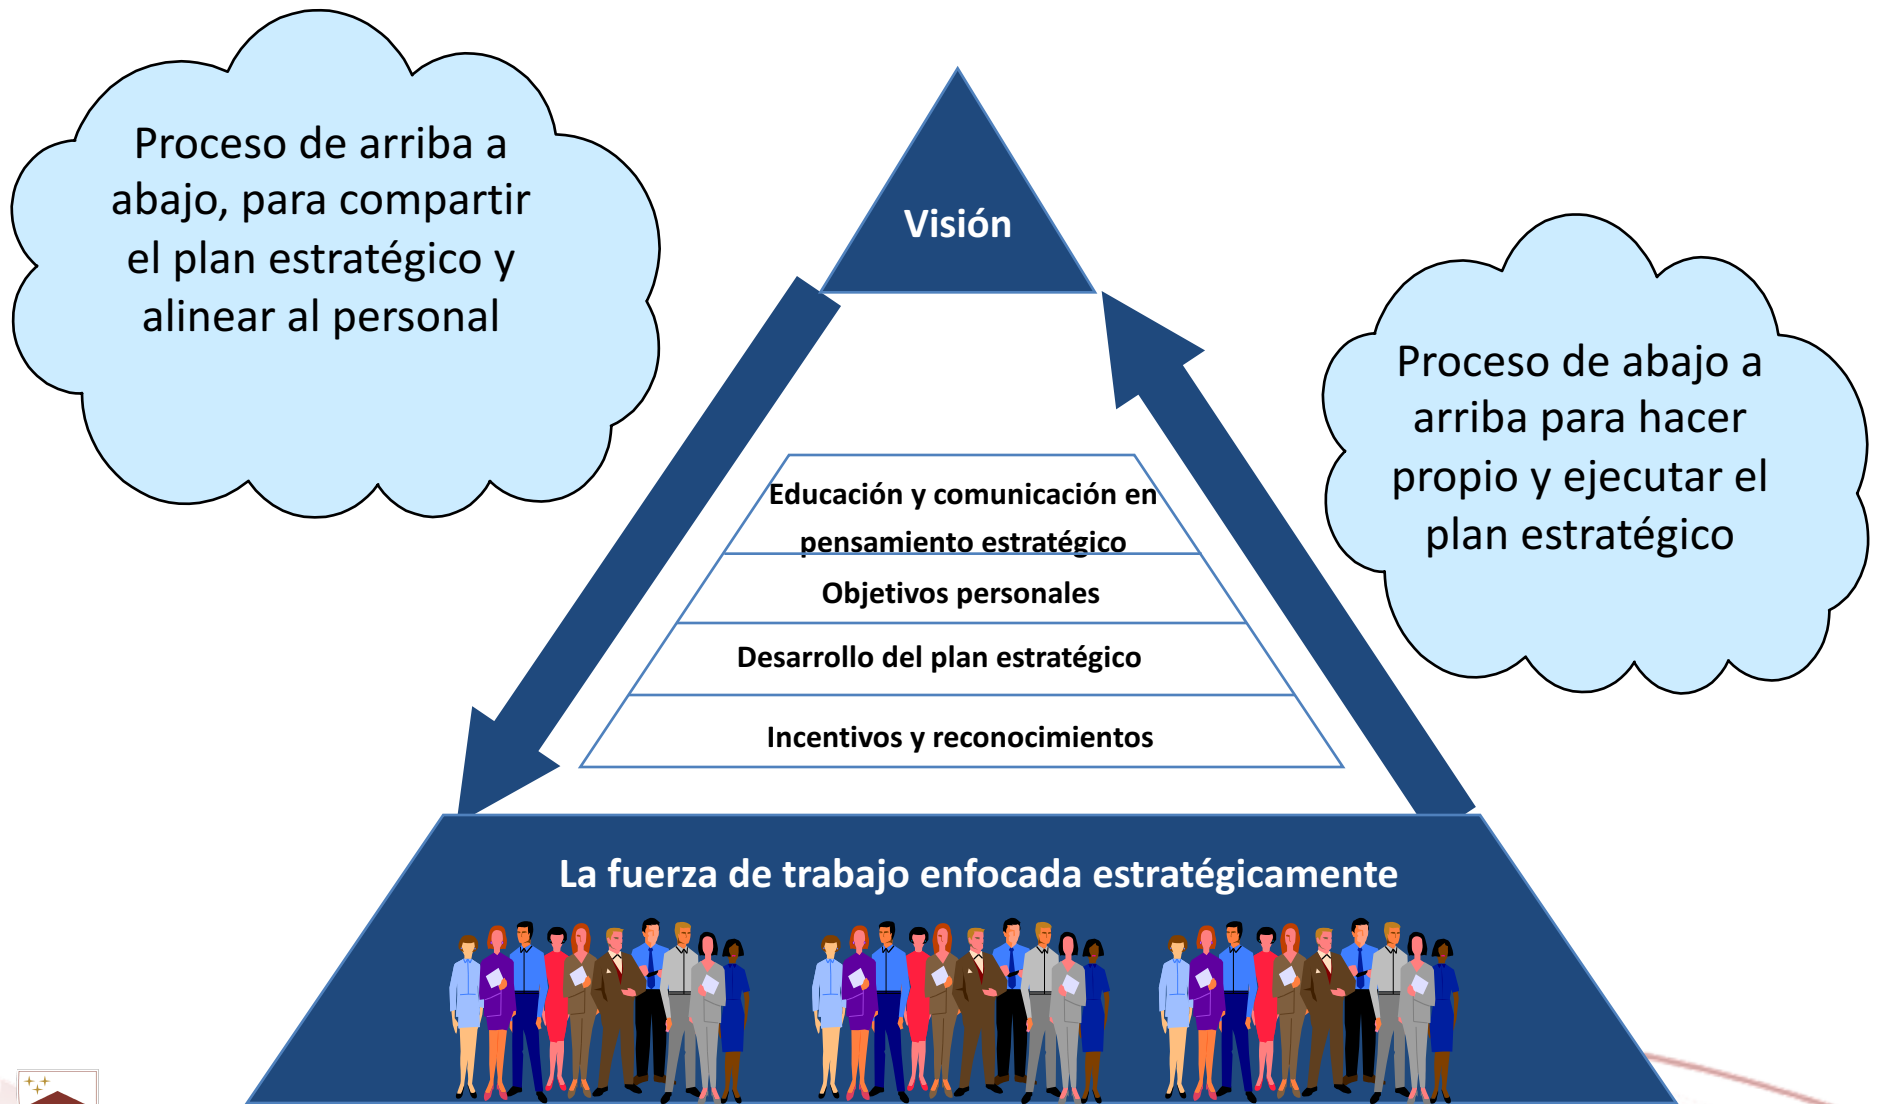 Proceso de arriba a
abajo, para compartir
el plan estratégico y
alinear al personal
Visión
Proceso de abajo a
arriba para hacer
propio y ejecutar el
plan estratégico
Educación y comunicación en
pensamiento estratégico
Objetivos personales
Desarrollo del plan estratégico
Incentivos y reconocimientos
La fuerza de trabajo enfocada estratégicamente